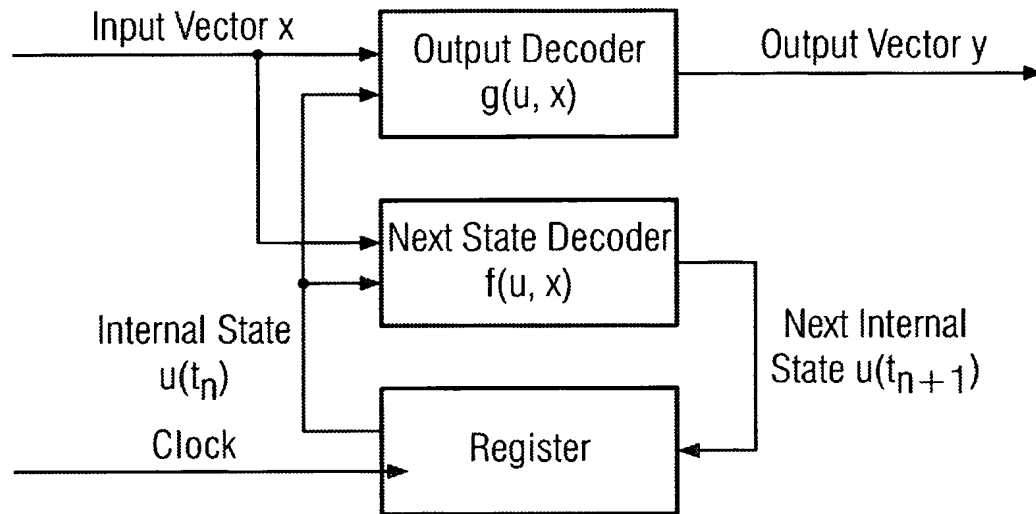 Input Vector x
Output Decoder
g(u, x)
Output Vector y
Next State Decoder
f(u, x)
Internal State
u(tn)
Next Internal
State u(tn+1)
Clock
Register